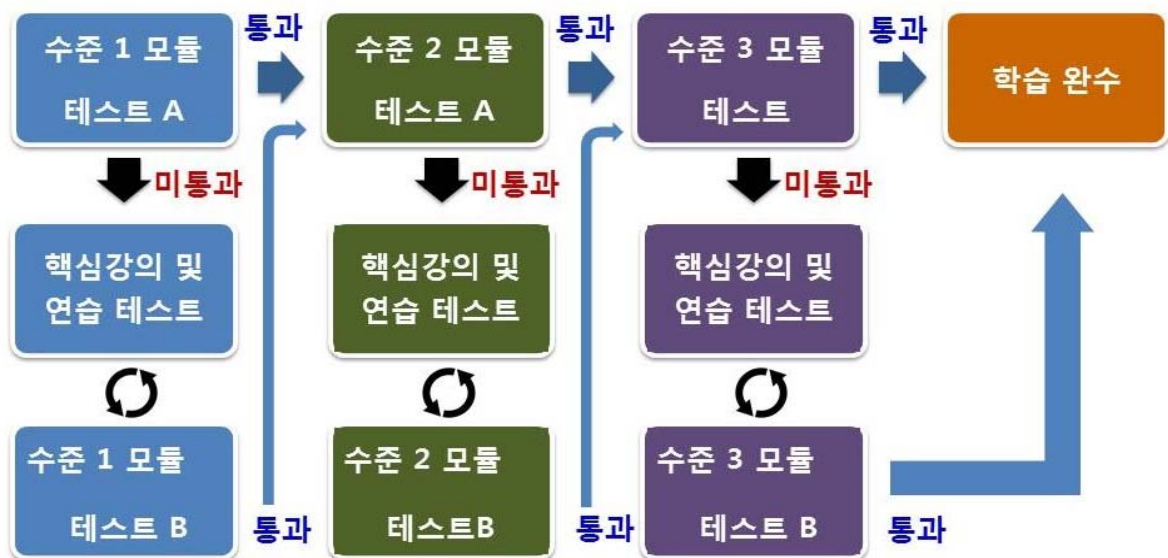 수준 1 모듈
테스트 A
통과
수준 2 모듈
테스트 A
통과
수준 3 모듈
테스트
통과
학습 완수
미통과
미통과
미통과
핵심강의 및
연습 테스트
핵심강의 및
연습 테스트
핵심강의 및
연습 테스트
수준 1 모듈
테스트 B
통과
수준 2 모듈
테스트B
통과
수준 3 모듈
테스트 B
통과